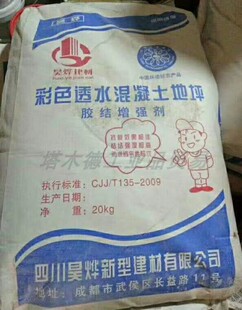 昊烨建材
彩色透水混凝土地坪
胶结增强剂
执行标准：CJJ/T135-2009
生产日期：
净 重：20kg
四川昊烨新型建材有限公司
地址：成都市武侯区长益路11号